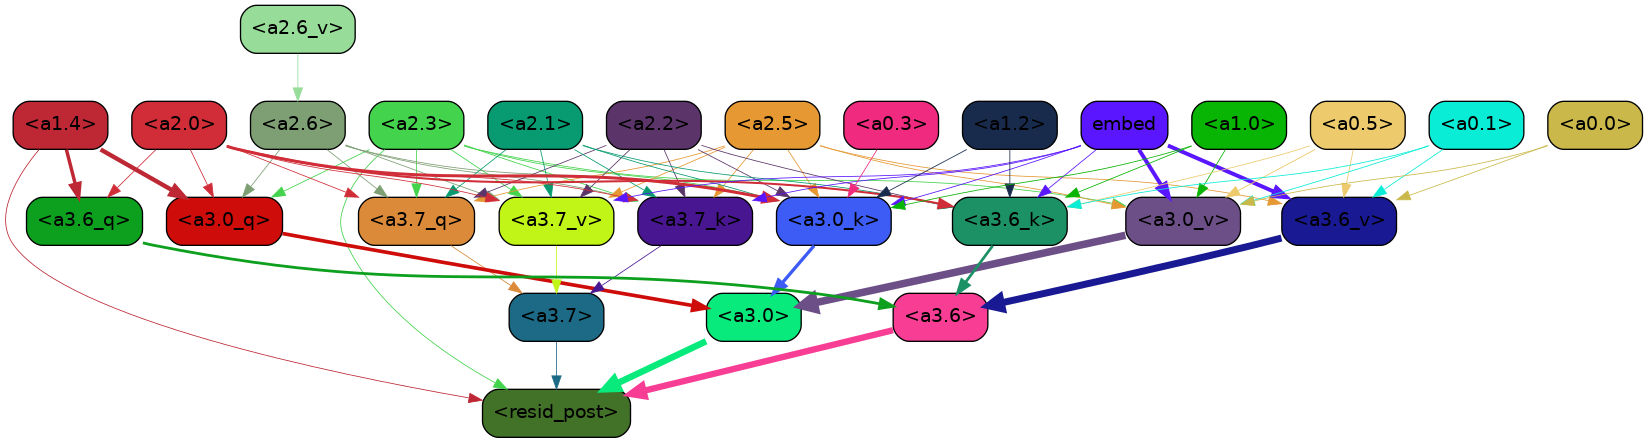 <a2.6_v>
<a1.4> <a2.0> <a2.6> <a2.3> <a2.1> <a2.2> <a2.5> <a0.3> <a1.2> embed <a1.0> <a0.5> <a0.1> <a0.0>
<a3.6_q> <a3.0_q> <a3.7_q> <a3.7_v> <a3.7_k> <a3.0_k> <a3.6_k> <a3.0_v> <a3.6_v>
<a3.7> <a3.0> <a3.6>
<resid_post>